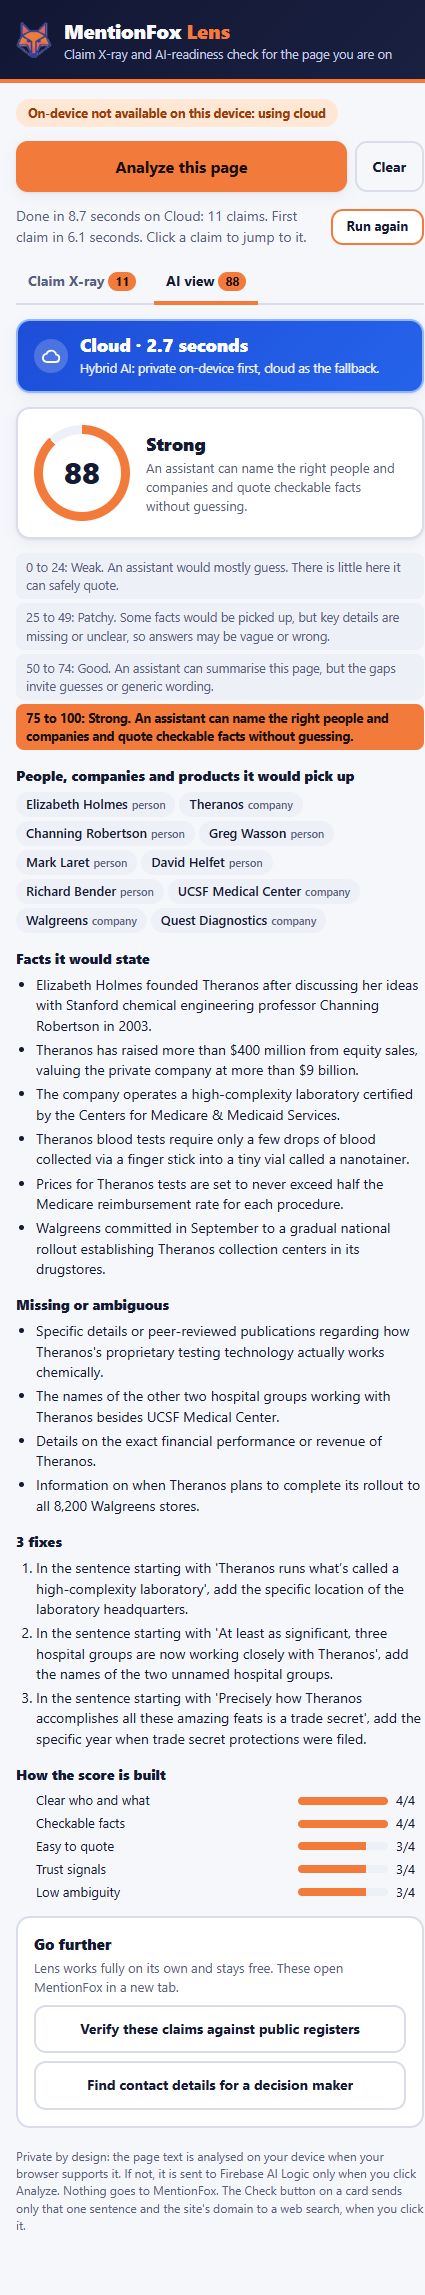 MentionFox Lens
Claim X-ray and AI-readiness check for the page you are on
On-device not available on this device: using cloud
Analyze this page
Clear
Done in 8.7 seconds on Cloud: 11 claims. First
claim in 6.1 seconds. Click a claim to jump to it.
Run again
Claim X-ray 11
AI view 88
Cloud · 2.7 seconds
Hybrid AI: private on-device first, cloud as the fallback.
88
Strong
An assistant can name the right people and
companies and quote checkable facts
without guessing.
0 to 24: Weak. An assistant would mostly guess. There is little here it
can safely quote.
25 to 49: Patchy. Some facts would be picked up, but key details are
missing or unclear, so answers may be vague or wrong.
50 to 74: Good. An assistant can summarise this page, but the gaps
invite guesses or generic wording.
75 to 100: Strong. An assistant can name the right people and
companies and quote checkable facts without guessing.
People, companies and products it would pick up
Elizabeth Holmes person Theranos company
Channing Robertson person Greg Wasson person
Mark Laret person David Helfet person
Richard Bender person UCSF Medical Center company
Walgreens company Quest Diagnostics company
Facts it would state
• Elizabeth Holmes founded Theranos after discussing her ideas
with Stanford chemical engineering professor Channing
Robertson in 2003.
• Theranos has raised more than $400 million from equity sales,
valuing the private company at more than $9 billion.
• The company operates a high-complexity laboratory certified
by the Centers for Medicare & Medicaid Services.
• Theranos blood tests require only a few drops of blood
collected via a finger stick into a tiny vial called a nanotainer.
• Prices for Theranos tests are set to never exceed half the
Medicare reimbursement rate for each procedure.
• Walgreens committed in September to a gradual national
rollout establishing Theranos collection centers in its
drugstores.
Missing or ambiguous
• Specific details or peer-reviewed publications regarding how
Theranos's proprietary testing technology actually works
chemically.
• The names of the other two hospital groups working with
Theranos besides UCSF Medical Center.
• Details on the exact financial performance or revenue of
Theranos.
• Information on when Theranos plans to complete its rollout to
all 8,200 Walgreens stores.
3 fixes
1. In the sentence starting with 'Theranos runs what's called a
high-complexity laboratory', add the specific location of the
laboratory headquarters.
2. In the sentence starting with 'At least as significant, three
hospital groups are now working closely with Theranos', add
the names of the two unnamed hospital groups.
3. In the sentence starting with 'Precisely how Theranos
accomplishes all these amazing feats is a trade secret', add the
specific year when trade secret protections were filed.
How the score is built
Clear who and what 4/4
Checkable facts 4/4
Easy to quote 3/4
Trust signals 3/4
Low ambiguity 3/4
Go further
Lens works fully on its own and stays free. These open
MentionFox in a new tab.
Verify these claims against public registers
Find contact details for a decision maker
Private by design: the page text is analysed on your device when your
browser supports it. If not, it is sent to Firebase AI Logic only when you click
Analyze. Nothing goes to MentionFox. The Check button on a card sends
only that one sentence and the site's domain to a web search, when you click
it.